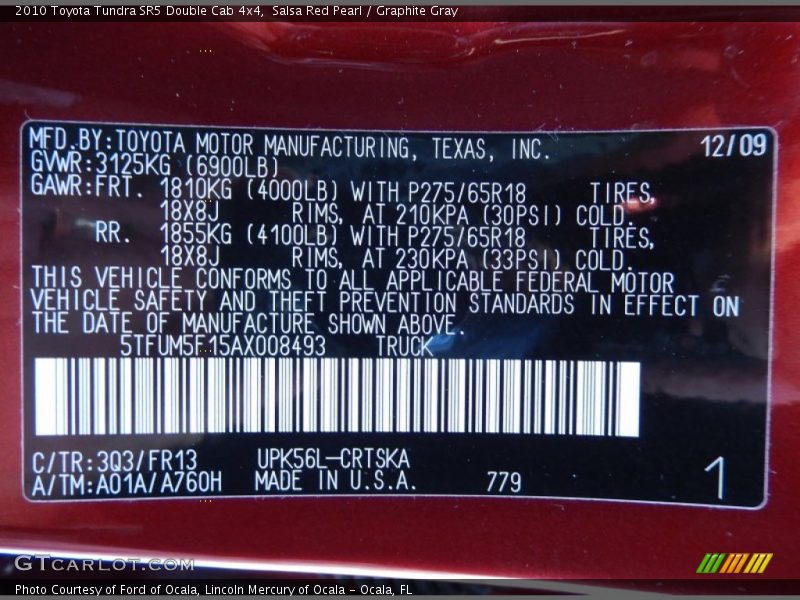 2010 Toyota Tundra SR5 Double Cab 4x4, Salsa Red Pearl / Graphite Gray
MFD.BY:TOYOTA MOTOR MANUFACTURING, TEXAS, INC. 12/09
GVWR:3125KG (6900LB)
GAWR:FRT. 1810KG (4000LB) WITH P275/65R18 TIRES,
18X8J RIMS, AT 210KPA (30PSI) COLD.
RR. 1855KG (4100LB) WITH P275/65R18 TIRES,
18X8J RIMS, AT 230KPA (33PSI) COLD.
THIS VEHICLE CONFORMS TO ALL APPLICABLE FEDERAL MOTOR
VEHICLE SAFETY AND THEFT PREVENTION STANDARDS IN EFFECT ON
THE DATE OF MANUFACTURE SHOWN ABOVE.
5TFUM5F15AX008493 TRUCK
C/TR:3Q3/FR13 UPK56L-CRTSKA
A/TM:A01A/A760H MADE IN U.S.A. 779 1
GTCARLOT.COM
Photo Courtesy of Ford of Ocala, Lincoln Mercury of Ocala - Ocala, FL